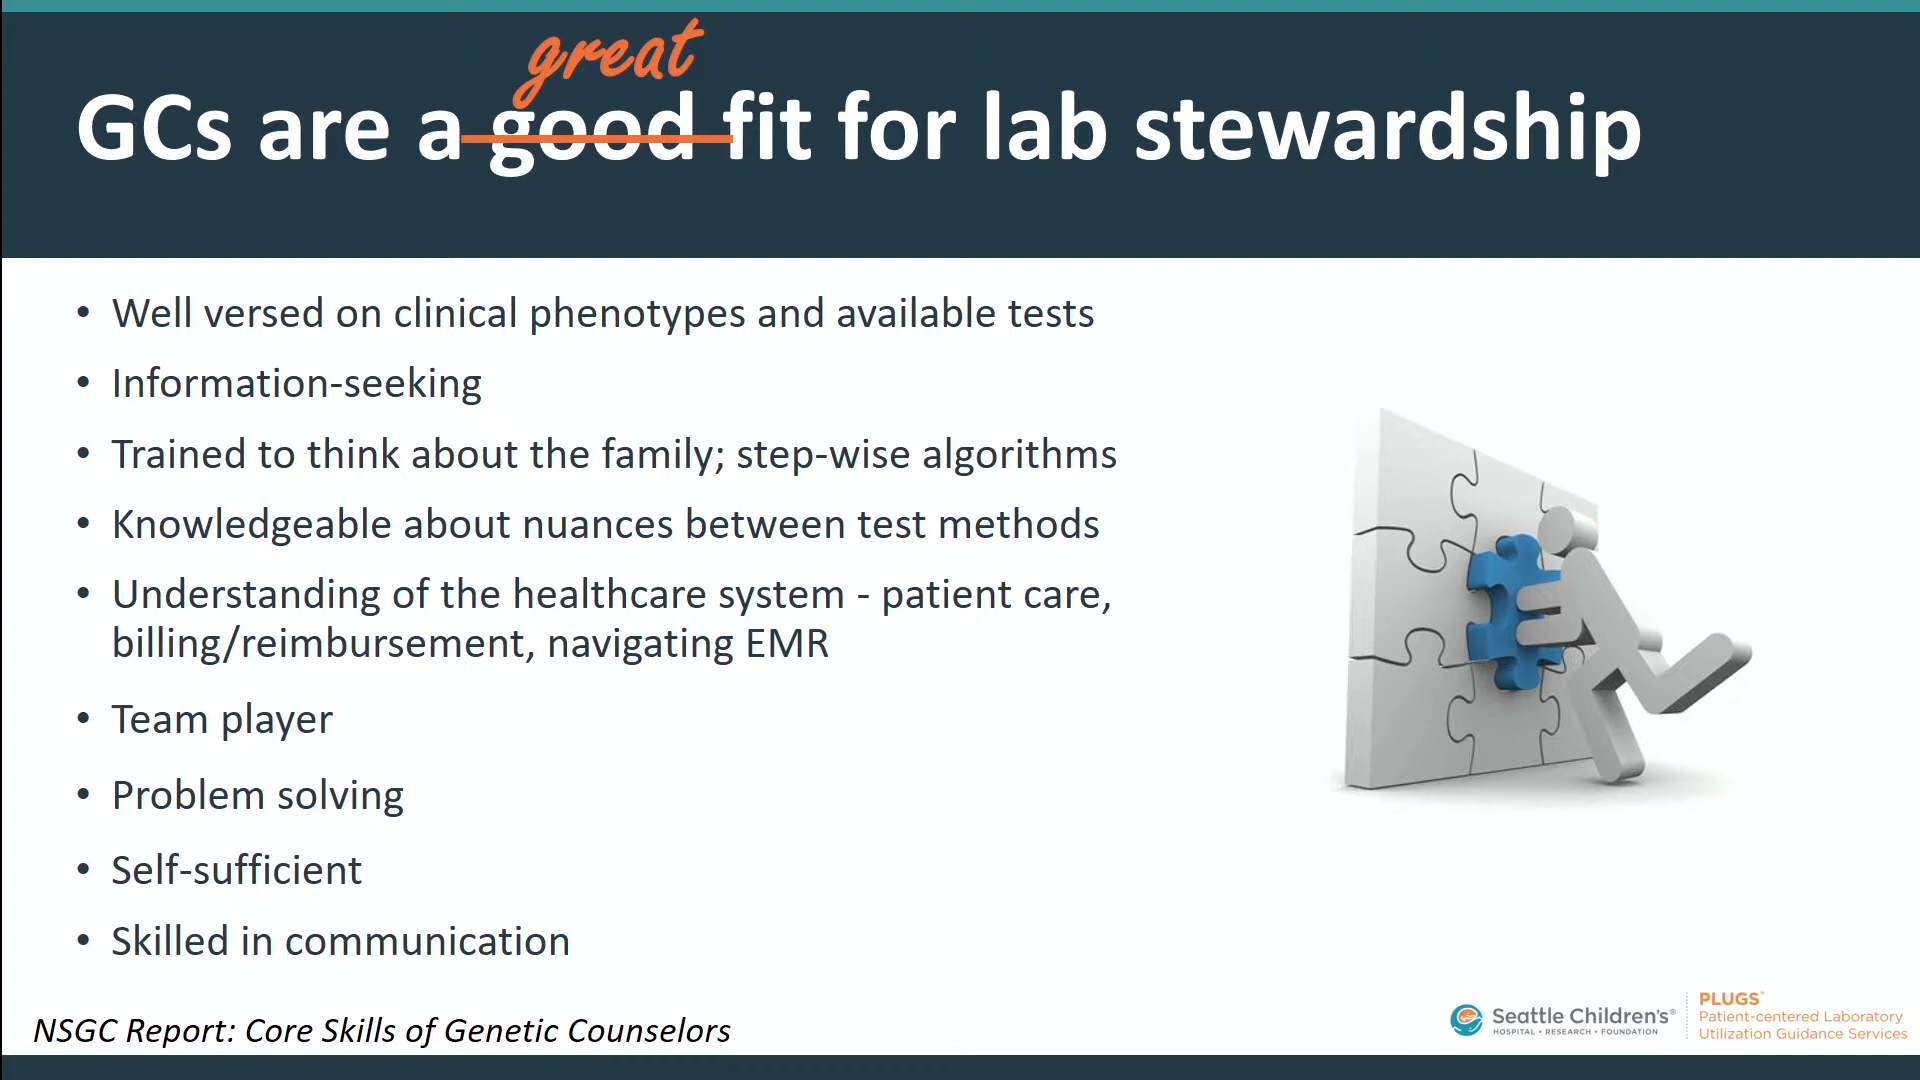 great
GCs are a good fit for lab stewardship
• Well versed on clinical phenotypes and available tests
• Information-seeking
• Trained to think about the family; step-wise algorithms
• Knowledgeable about nuances between test methods
• Understanding of the healthcare system - patient care,
billing/reimbursement, navigating EMR
• Team player
• Problem solving
• Self-sufficient
• Skilled in communication
NSGC Report: Core Skills of Genetic Counselors
Seattle Children's®
HOSPITAL • RESEARCH • FOUNDATION
PLUGS®
Patient-centered Laboratory
Utilization Guidance Services